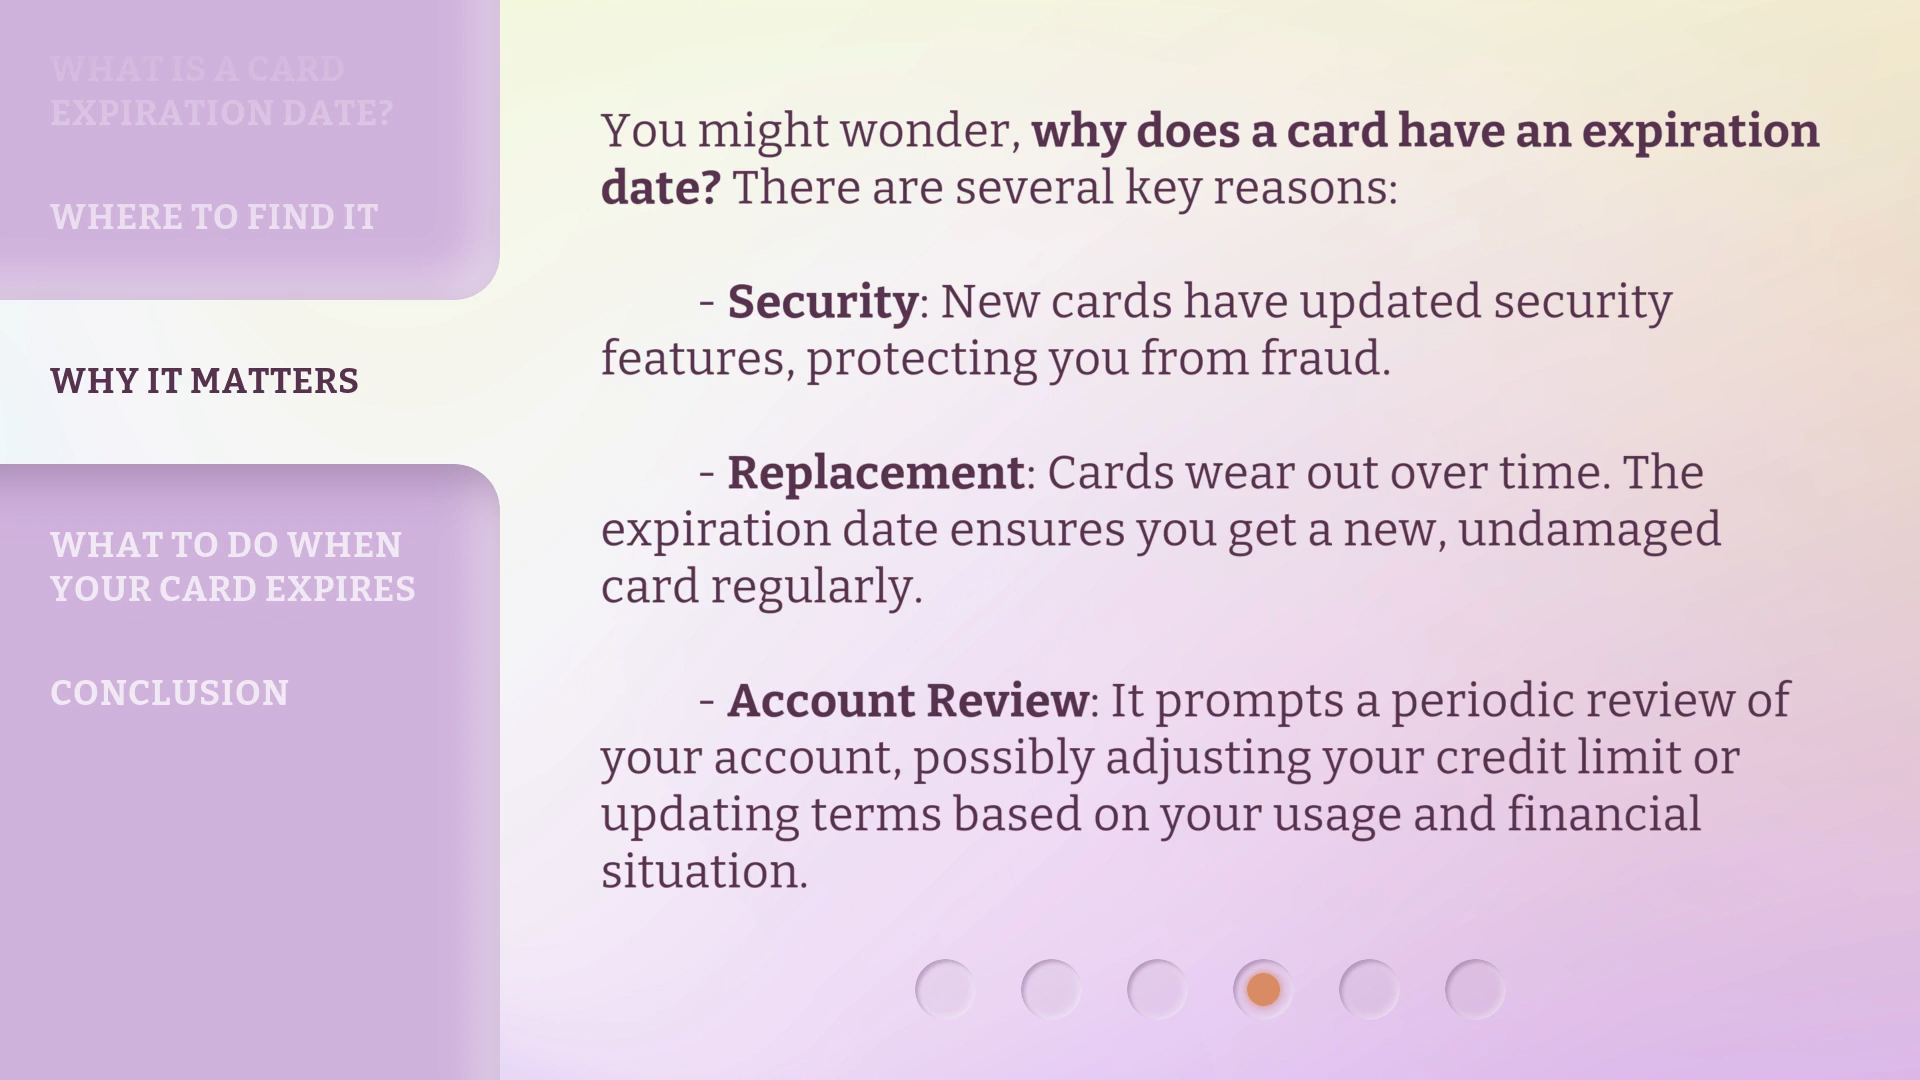 WHAT IS A CARD
EXPIRATION DATE?
WHERE TO FIND IT
WHY IT MATTERS
WHAT TO DO WHEN
YOUR CARD EXPIRES
CONCLUSION
You might wonder, why does a card have an expiration
date? There are several key reasons:
- Security: New cards have updated security
features, protecting you from fraud.
- Replacement: Cards wear out over time. The
expiration date ensures you get a new, undamaged
card regularly.
- Account Review: It prompts a periodic review of
your account, possibly adjusting your credit limit or
updating terms based on your usage and financial
situation.